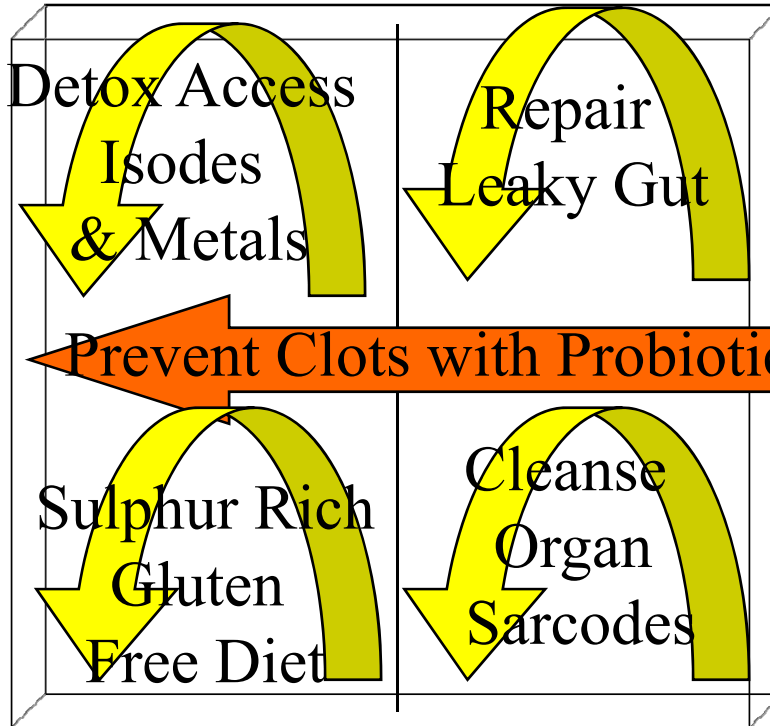 Detox Access
Isodes
& Metals
Repair
Leaky Gut
Prevent Clots with Probiotic
Sulphur Rich
Gluten
Free Diet
Cleanse
Organ
Sarcodes